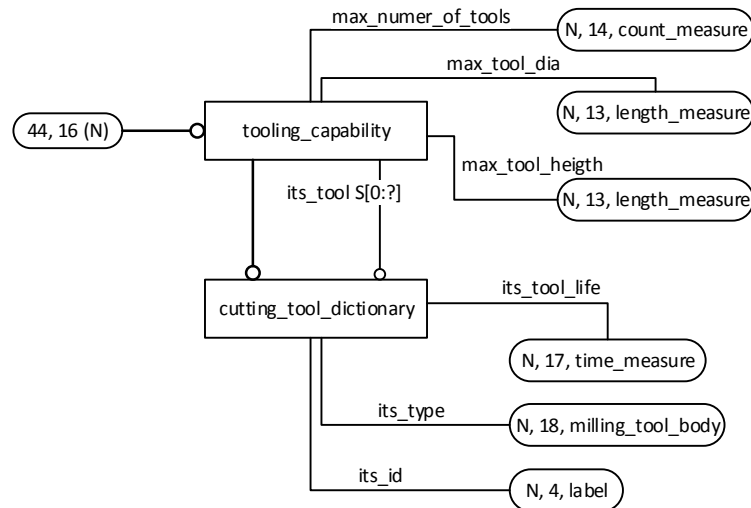 max_numer_of_tools
N, 14, count_measure
max_tool_dia
N, 13, length_measure
44, 16 (N)
tooling_capability
max_tool_heigth
N, 13, length_measure
its_tool S[0:?]
cutting_tool_dictionary
its_tool_life
N, 17, time_measure
its_type
N, 18, milling_tool_body
its_id
N, 4, label